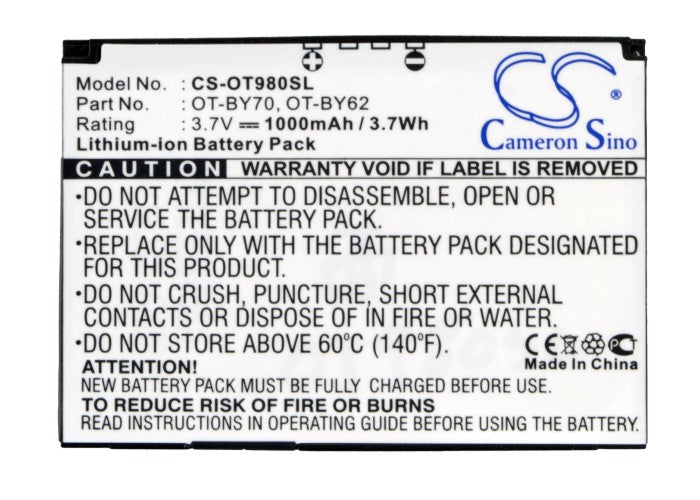 Model No. :CS-OT980SL
Part No. : OT-BY70, OT-BY62
Rating : 3.7V 1000mAh / 3.7Wh
Lithium-ion Battery Pack
CS
®
Cameron Sino
CAUTION WARRANTY VOID IF LABEL IS REMOVED
•DO NOT ATTEMPT TO DISASSEMBLE, OPEN OR
SERVICE THE BATTERY PACK.
•REPLACE ONLY WITH THE BATTERY PACK DESIGNATED
FOR THIS PRODUCT.
•DO NOT CRUSH, PUNCTURE, SHORT EXTERNAL
CONTACTS OR DISPOSE OF IN FIRE OR WATER.
•DO NOT STORE ABOVE 60°C (140°F).
CE
Made In China
ATTENTION:
NEW BATTERY PACK MUST BE FULLY CHARGED BEFORE USE.
TO REDUCE RISK OF FIRE OR BURNS:
READ INSTRUCTIONS IN OWNER'S MANUAL BEFORE USING THIS BATTERY.